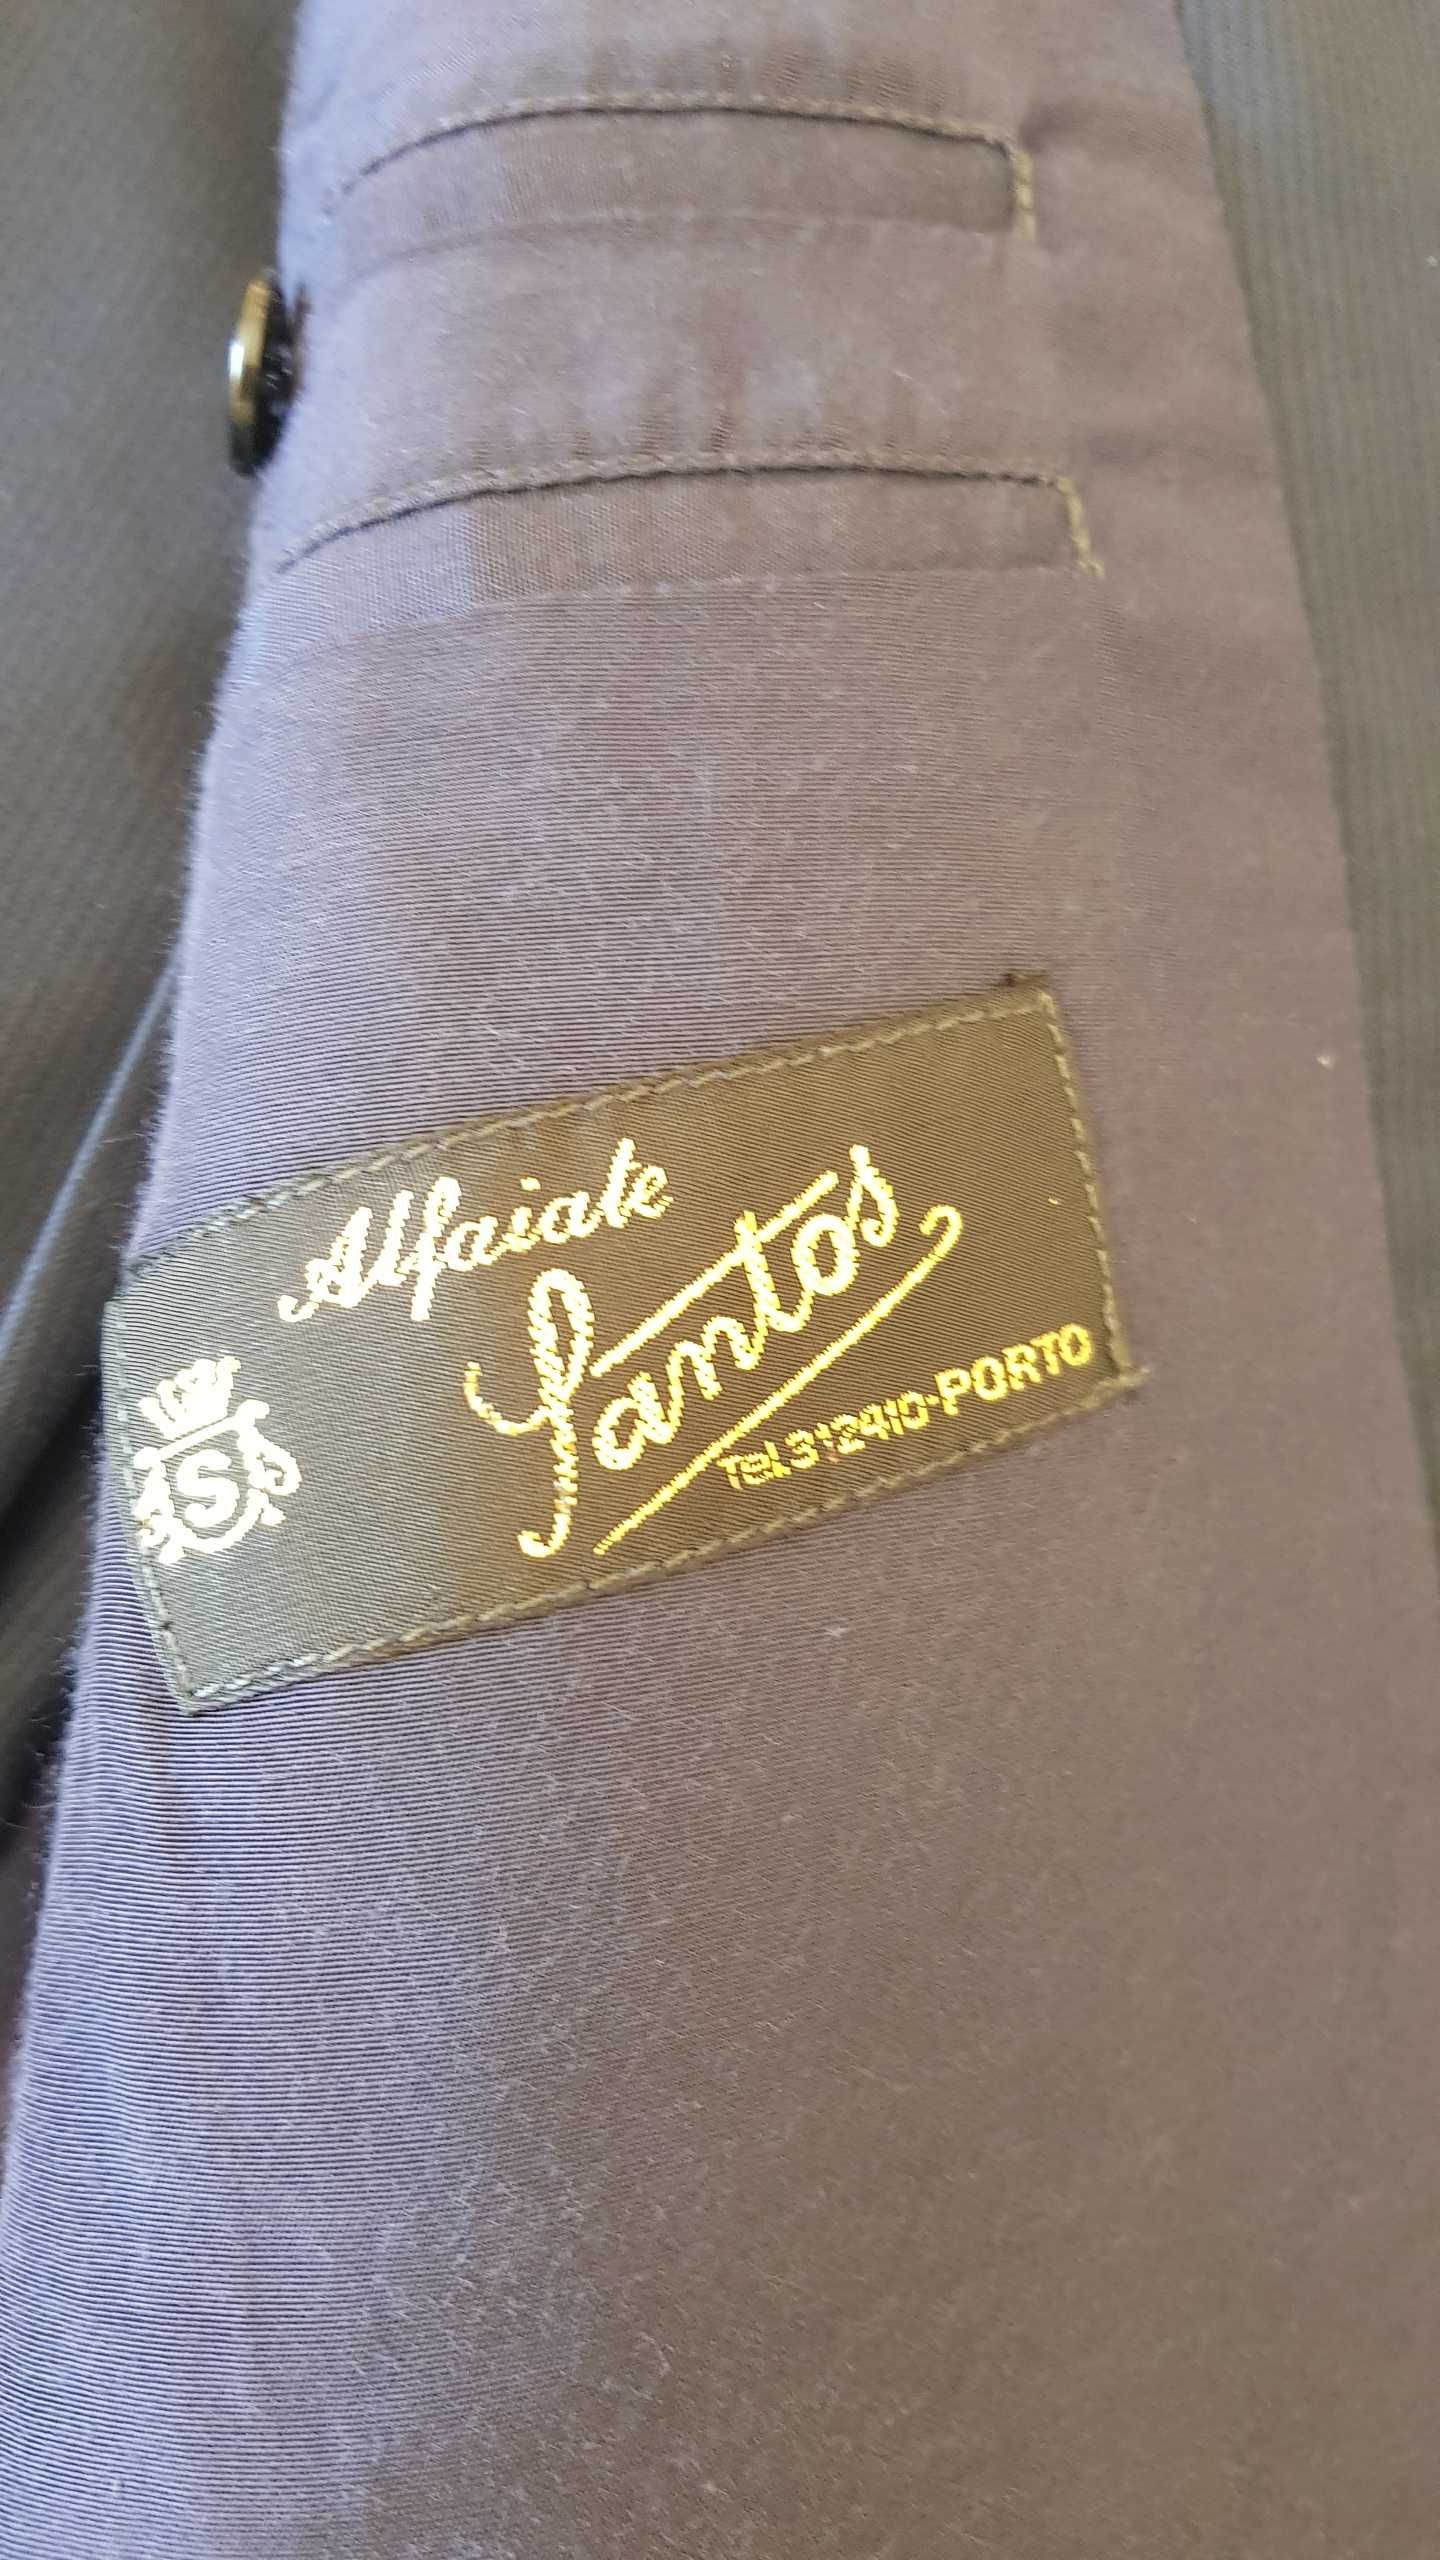 Alfaiate
Santos
TEL.312410-PORTO
S